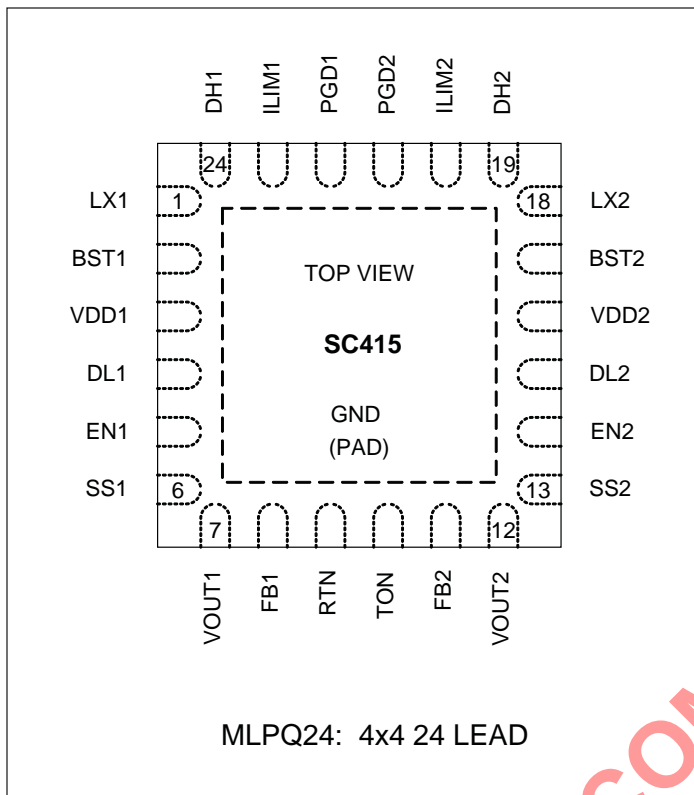 DH1 ILIM1 PGD1 PGD2 ILIM2 DH2
24 19
LX1 1 18 LX2
BST1 BST2
TOP VIEW
VDD1 VDD2
SC415
DL1 DL2
GND
EN1 EN2
(PAD)
SS1 6 13 SS2
7 12
VOUT1 FB1 RTN TON FB2 VOUT2
MLPQ24: 4x4 24 LEAD
.COM